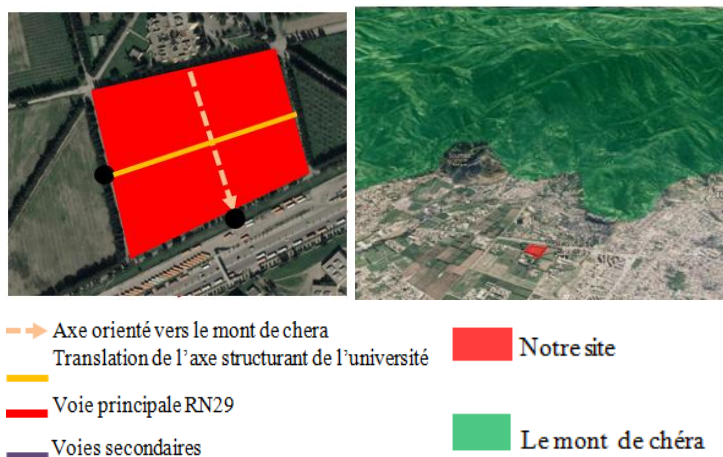 Axe orienté vers le mont de chera
Translation de l'axe structurant de l'université
Voie principale RN29
Voies secondaires
Notre site
Le mont de chéra